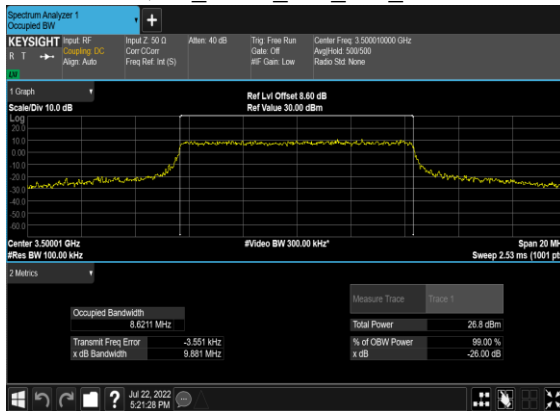 Spectrum Analyzer 1
Occupied BW
+
KEYSIGHT
R T
LXI
Input: RF
Coupling: DC
Align: Auto
Input Z: 50 Ω
Corr CCorr
Freq Ref: Int (S)
Atten: 40 dB
Trig: Free Run
Gate: Off
#IF Gain: Low
Center Freq: 3.500010000 GHz
Avg|Hold: 500/500
Radio Std: None
1 Graph
Scale/Div 10.0 dB
Ref Lvl Offset 8.60 dB
Ref Value 30.00 dBm
Log
20.0
10.0
0.00
-10.0
-20.0
-30.0
-40.0
-50.0
-60.0
Center 3.50001 GHz
#Res BW 100.00 kHz
#Video BW 300.00 kHz*
Span 20 MH
Sweep 2.53 ms (1001 pt
2 Metrics
Measure Trace
Trace 1
Occupied Bandwidth
8.6211 MHz
Total Power
26.8 dBm
Transmit Freq Error
-3.551 kHz
% of OBW Power
99.00 %
x dB Bandwidth
9.881 MHz
x dB
-26.00 dB
?
Jul 22, 2022
5:21:28 PM